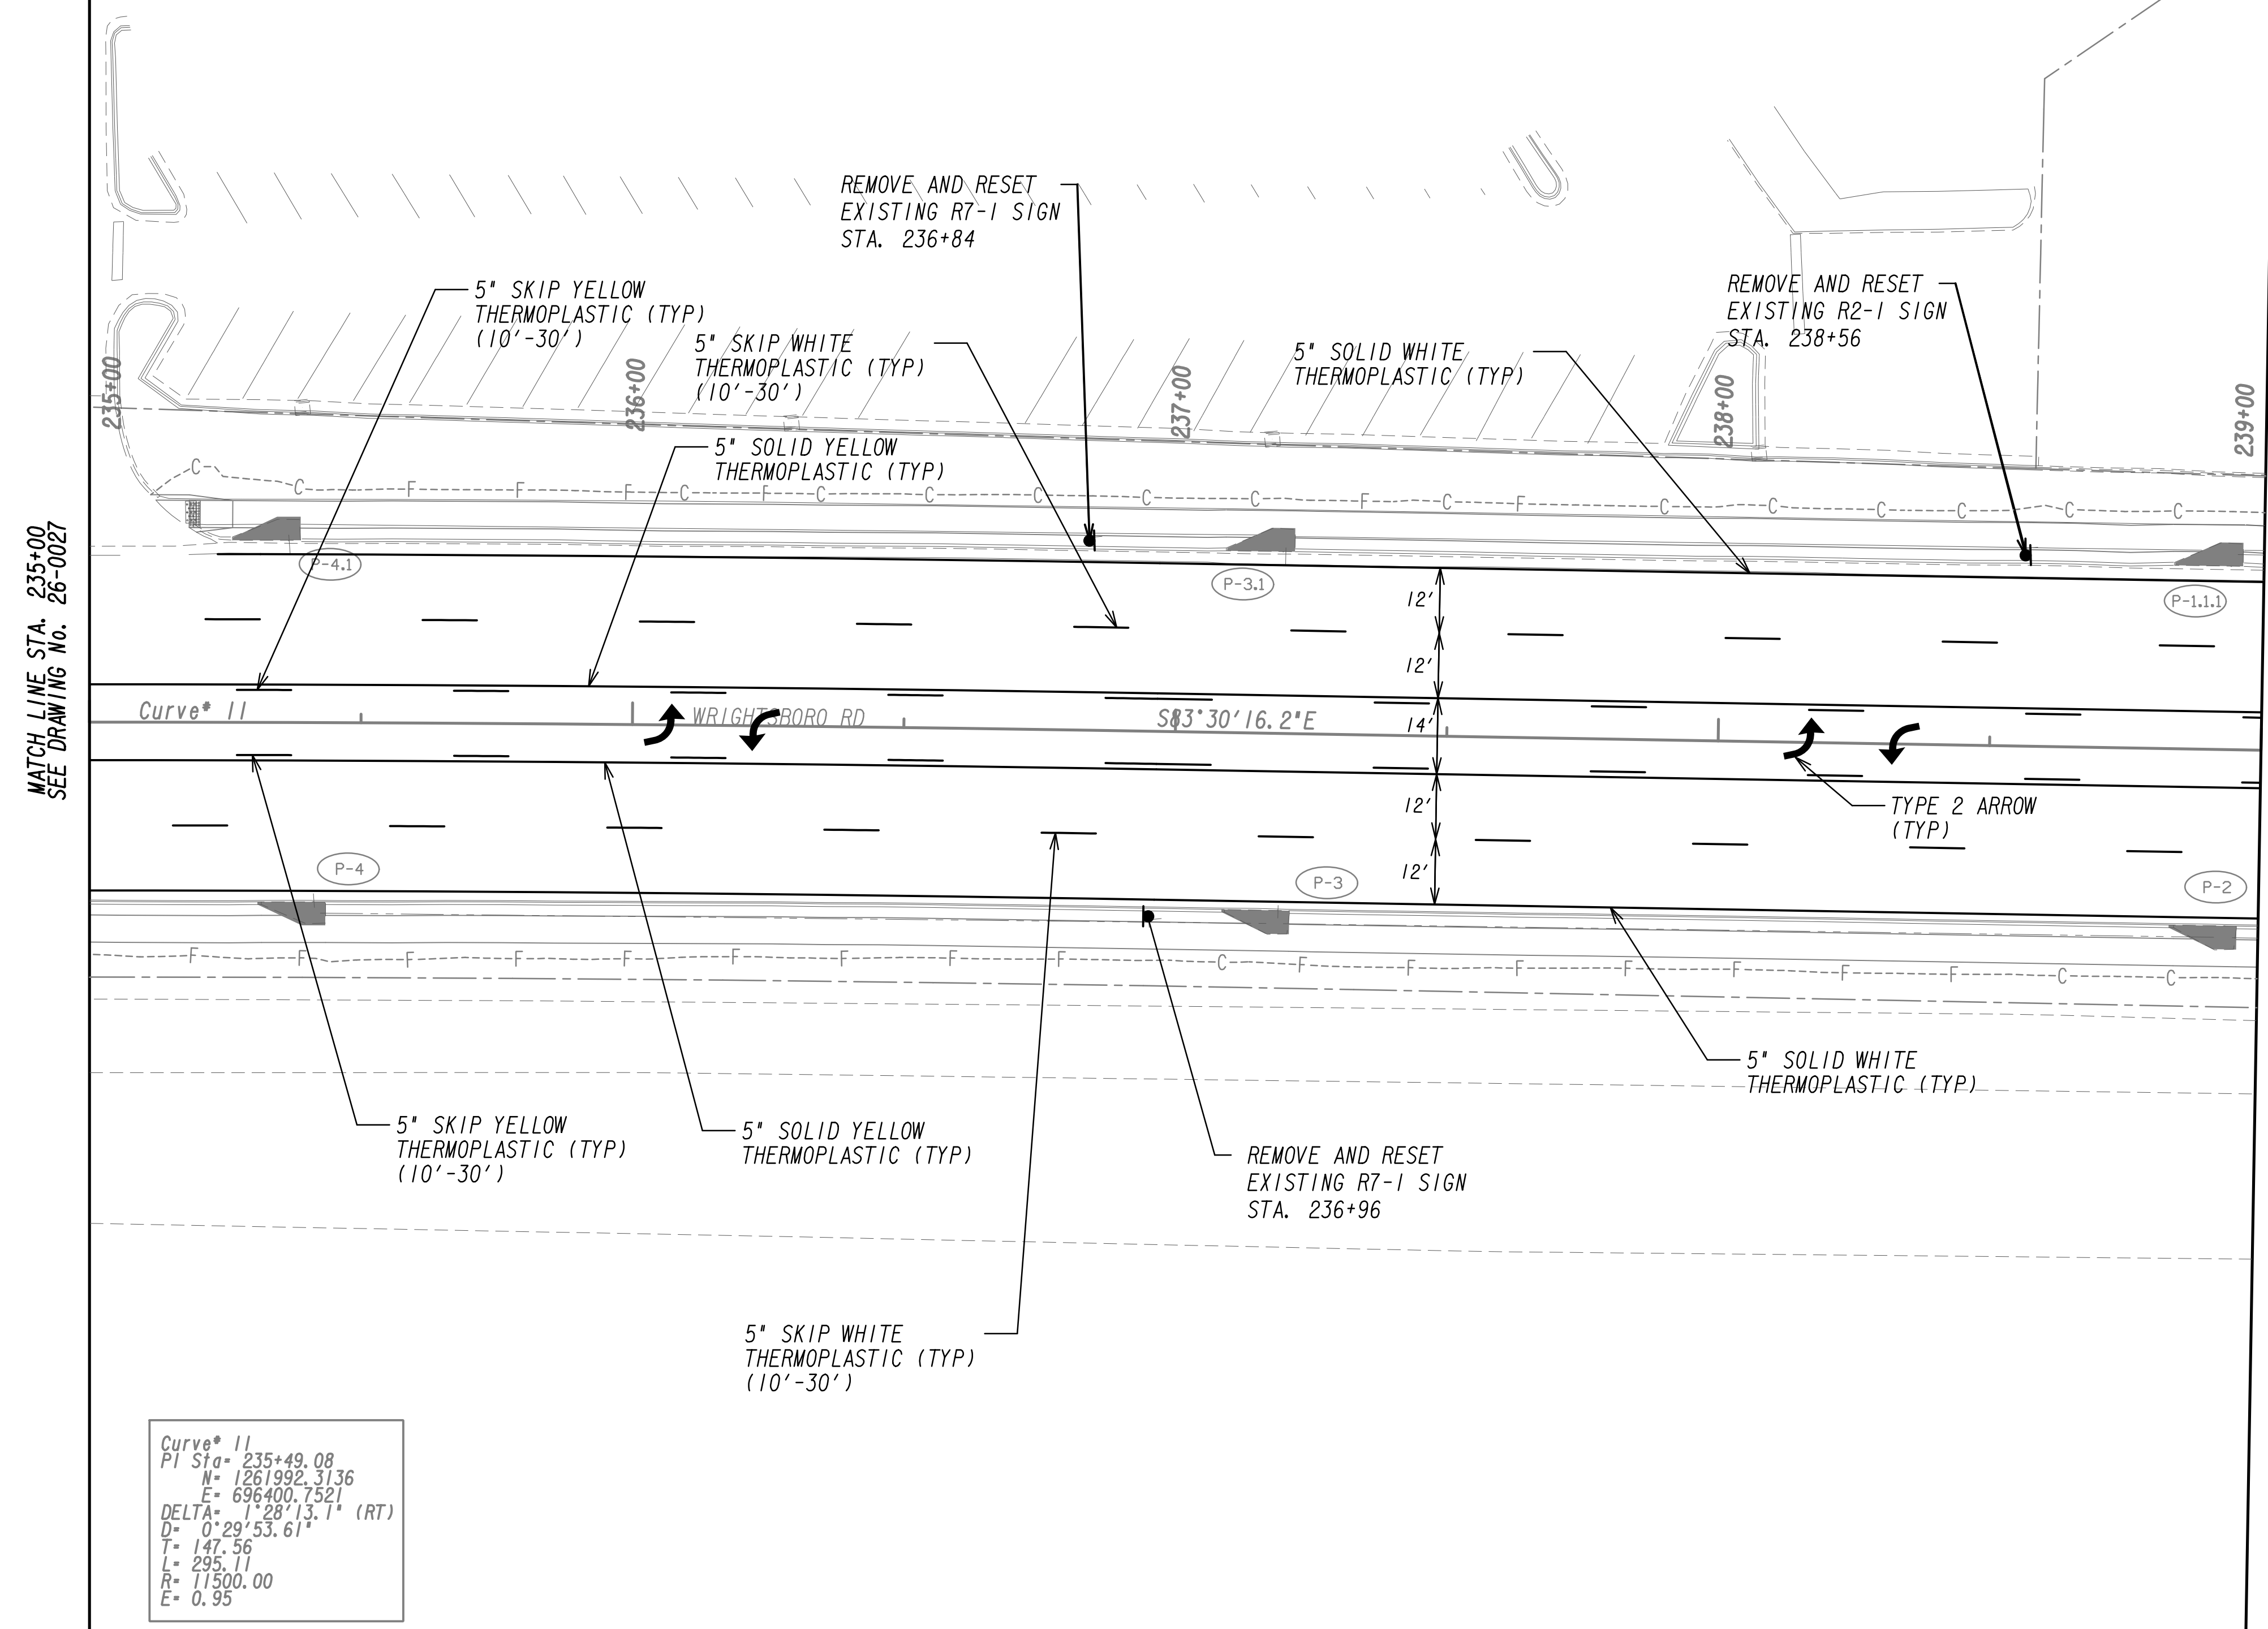 REMOVE AND RESET
EXISTING R7-1 SIGN
STA. 236+84
5" SKIP YELLOW
THERMOPLASTIC (TYP)
(10'-30')
5" SKIP WHITE
THERMOPLASTIC (TYP)
(10'-30')
5" SOLID WHITE
THERMOPLASTIC (TYP)
REMOVE AND RESET
EXISTING R2-1 SIGN
STA. 238+56
235+00
236+00
237+00
238+00
239+00
5" SOLID YELLOW
THERMOPLASTIC (TYP)
C C F F F C F C C C C C F C F C C C C C C
MATCH LINE STA. 235+00
SEE DRAWING No. 26-0027
P-4.1
P-3.1
P-1.1.1
12'
12'
14'
12'
12'
Curve# 11
WRIGHTSBORO RD
S83°30'16.2"E
TYPE 2 ARROW
(TYP)
P-4
P-3
P-2
F F F F F F F F F C F F F F F F F C C
5" SOLID WHITE
THERMOPLASTIC (TYP)
5" SKIP YELLOW
THERMOPLASTIC (TYP)
(10'-30')
5" SOLID YELLOW
THERMOPLASTIC (TYP)
REMOVE AND RESET
EXISTING R7-1 SIGN
STA. 236+96
5" SKIP WHITE
THERMOPLASTIC (TYP)
(10'-30')
Curve# 11
PI Sta= 235+49.08
N= 1261992.3136
E= 696400.7521
DELTA= 1°28'13.1" (RT)
D= 0°29'53.61"
T= 147.56
L= 295.11
R= 11500.00
E= 0.95